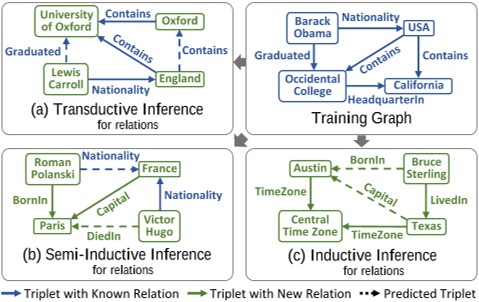 University
of Oxford
Contains
Oxford
Graduated
Contains
Contains
Lewis
Carroll
Nationality
England
(a) Transductive Inference
for relations
Barack
Obama
Nationality
USA
Graduated
Contains
Contains
Occidental
College
California
HeadquarterIn
Training Graph
Roman
Polanski
Nationality
France
BornIn
Capital
Nationality
Paris
DiedIn
Victor
Hugo
(b) Semi-Inductive Inference
for relations
Austin
BornIn
Bruce
Sterling
TimeZone
Capital
LivedIn
Central
Time Zone
TimeZone
Texas
(c) Inductive Inference
for relations
Triplet with Known Relation
Triplet with New Relation
Predicted Triplet